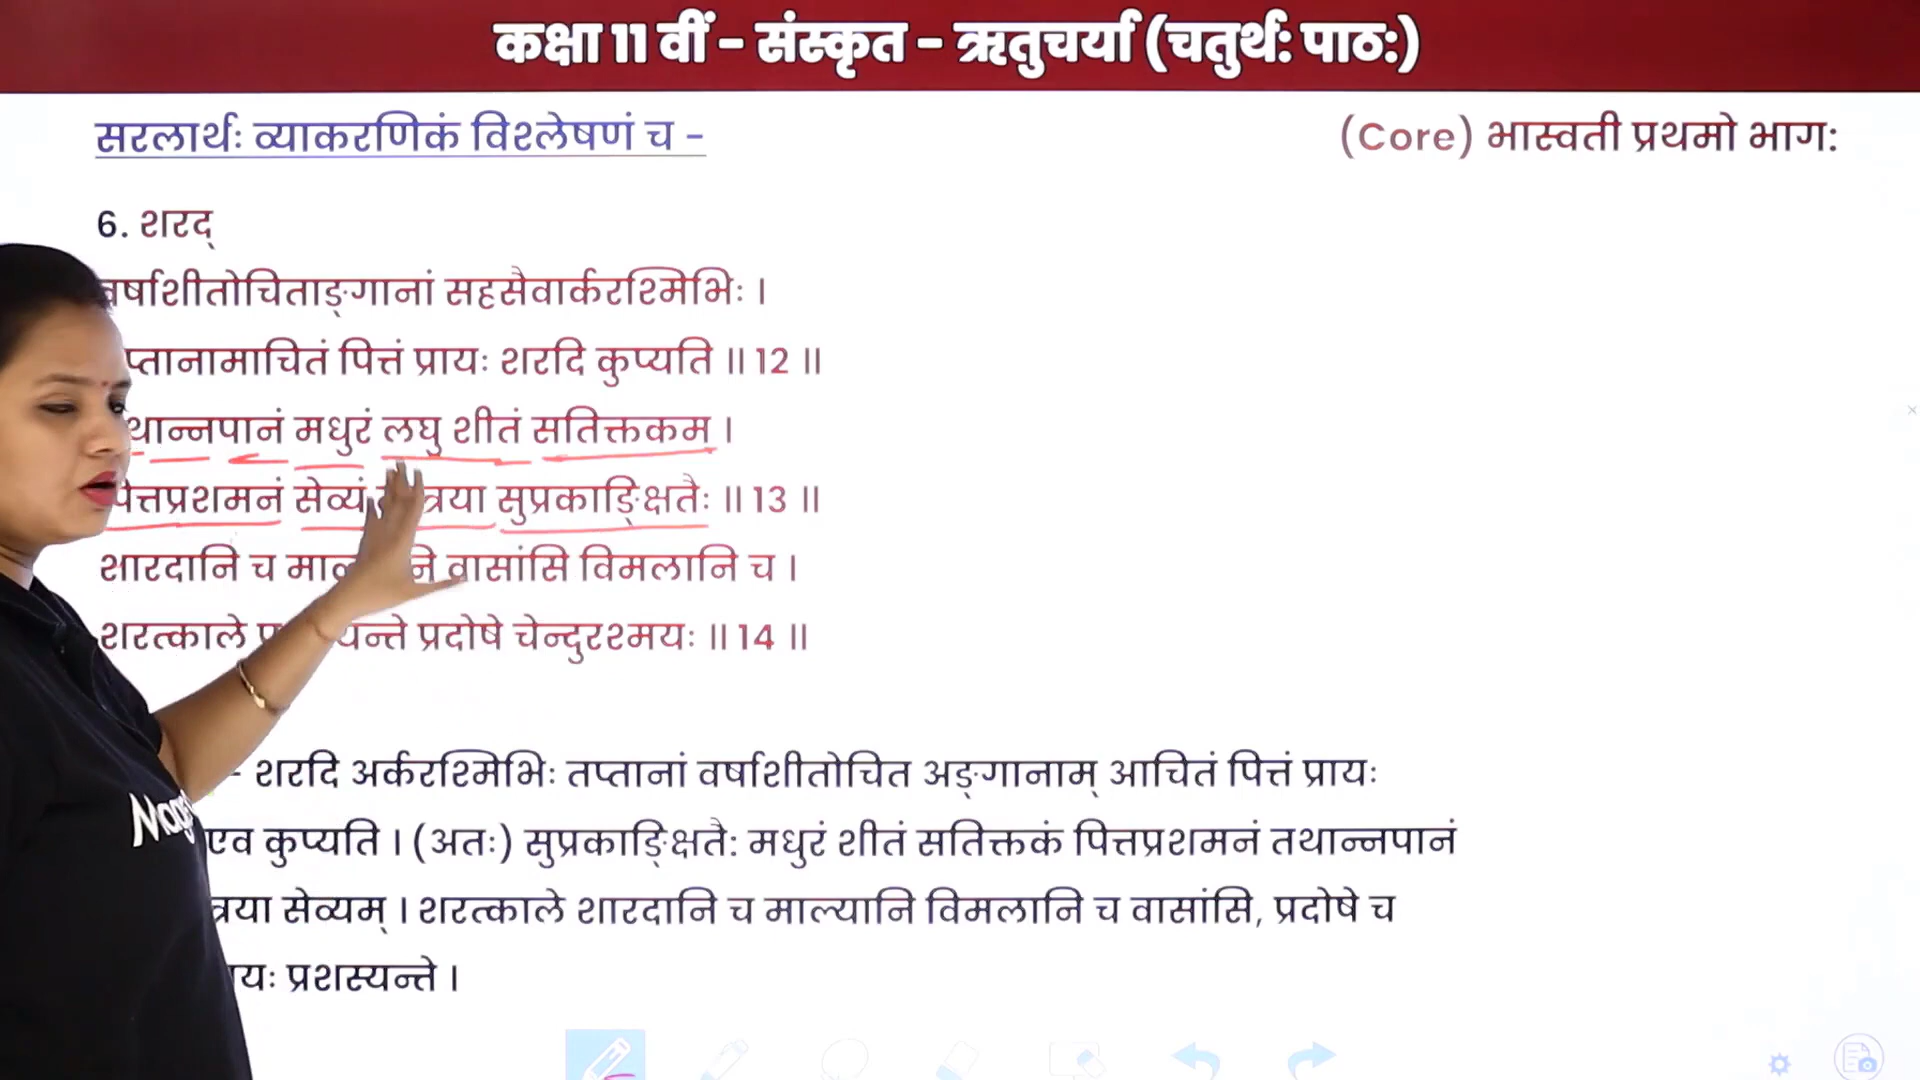 कक्षा 11 वीं - संस्कृत - ऋतुचर्या (चतुर्थ: पाठ:)
सरलार्थः व्याकरणिकं विश्लेषणं च -
(Core) भास्वती प्रथमो भाग:
6. शरद्
वर्षाशीतोचिताङ्गानां सहसैवार्करश्मिभिः ।
प्तानामाचितं पित्तं प्रायः शरदि कुप्यति ॥ 12 ॥
थान्नपानं मधुरं लघु शीतं सतिक्तकम् ।
पित्तप्रशमनं सेव्यं त्रया सुप्रकाङ्क्षितैः ॥ 13 ॥
शारदानि च वासांसि विमलानि च ।
शरत्काले यन्ते प्रदोषे चेन्दुरश्मयः ॥ 14 ॥
- शरदि अर्करश्मिभिः तप्तानां वर्षाशीतोचित अङ्गानाम् आचितं पित्तं प्रायः
एव कुप्यति । (अतः) सुप्रकाङ्क्षितै: मधुरं शीतं सतिक्तकं पित्तप्रशमनं तथान्नपानं
त्रया सेव्यम् । शरत्काले शारदानि च माल्यानि विमलानि च वासांसि, प्रदोषे च
यः प्रशस्यन्ते ।